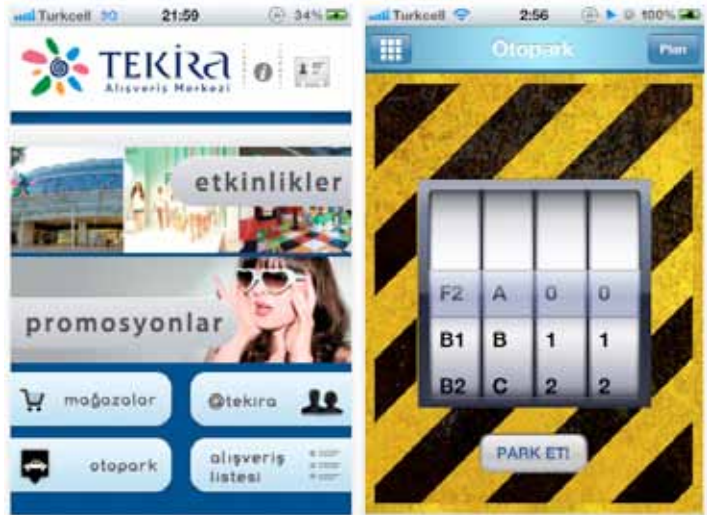 Turkcell 3G 21:59 34%
TEKİRA
Alışveriş Merkezi
etkinlikler
promosyonlar
mağazalar
@tekira
otopark
alışveriş
listesi
Turkcell 2:56 100%
Otopark
Plan
F2 A 0 0
B1 B 1 1
B2 C 2 2
PARK ET!